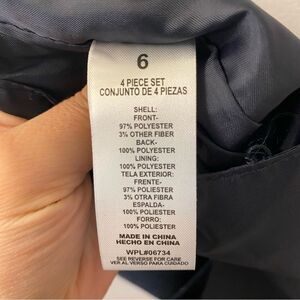 6
4 PIECE SET
CONJUNTO DE 4 PIEZAS
SHELL:
FRONT-
97% POLYESTER
3% OTHER FIBER
BACK-
100% POLYESTER
LINING:
100% POLYESTER
TELA EXTERIOR:
FRENTE-
97% POLIESTER
3% OTRA FIBRA
ESPALDA-
100% POLIESTER
FORRO:
100% POLIESTER
MADE IN CHINA
HECHO EN CHINA
WPL#06734
SEE REVERSE FOR CARE
VER AL VERSO PARA CUIDADO